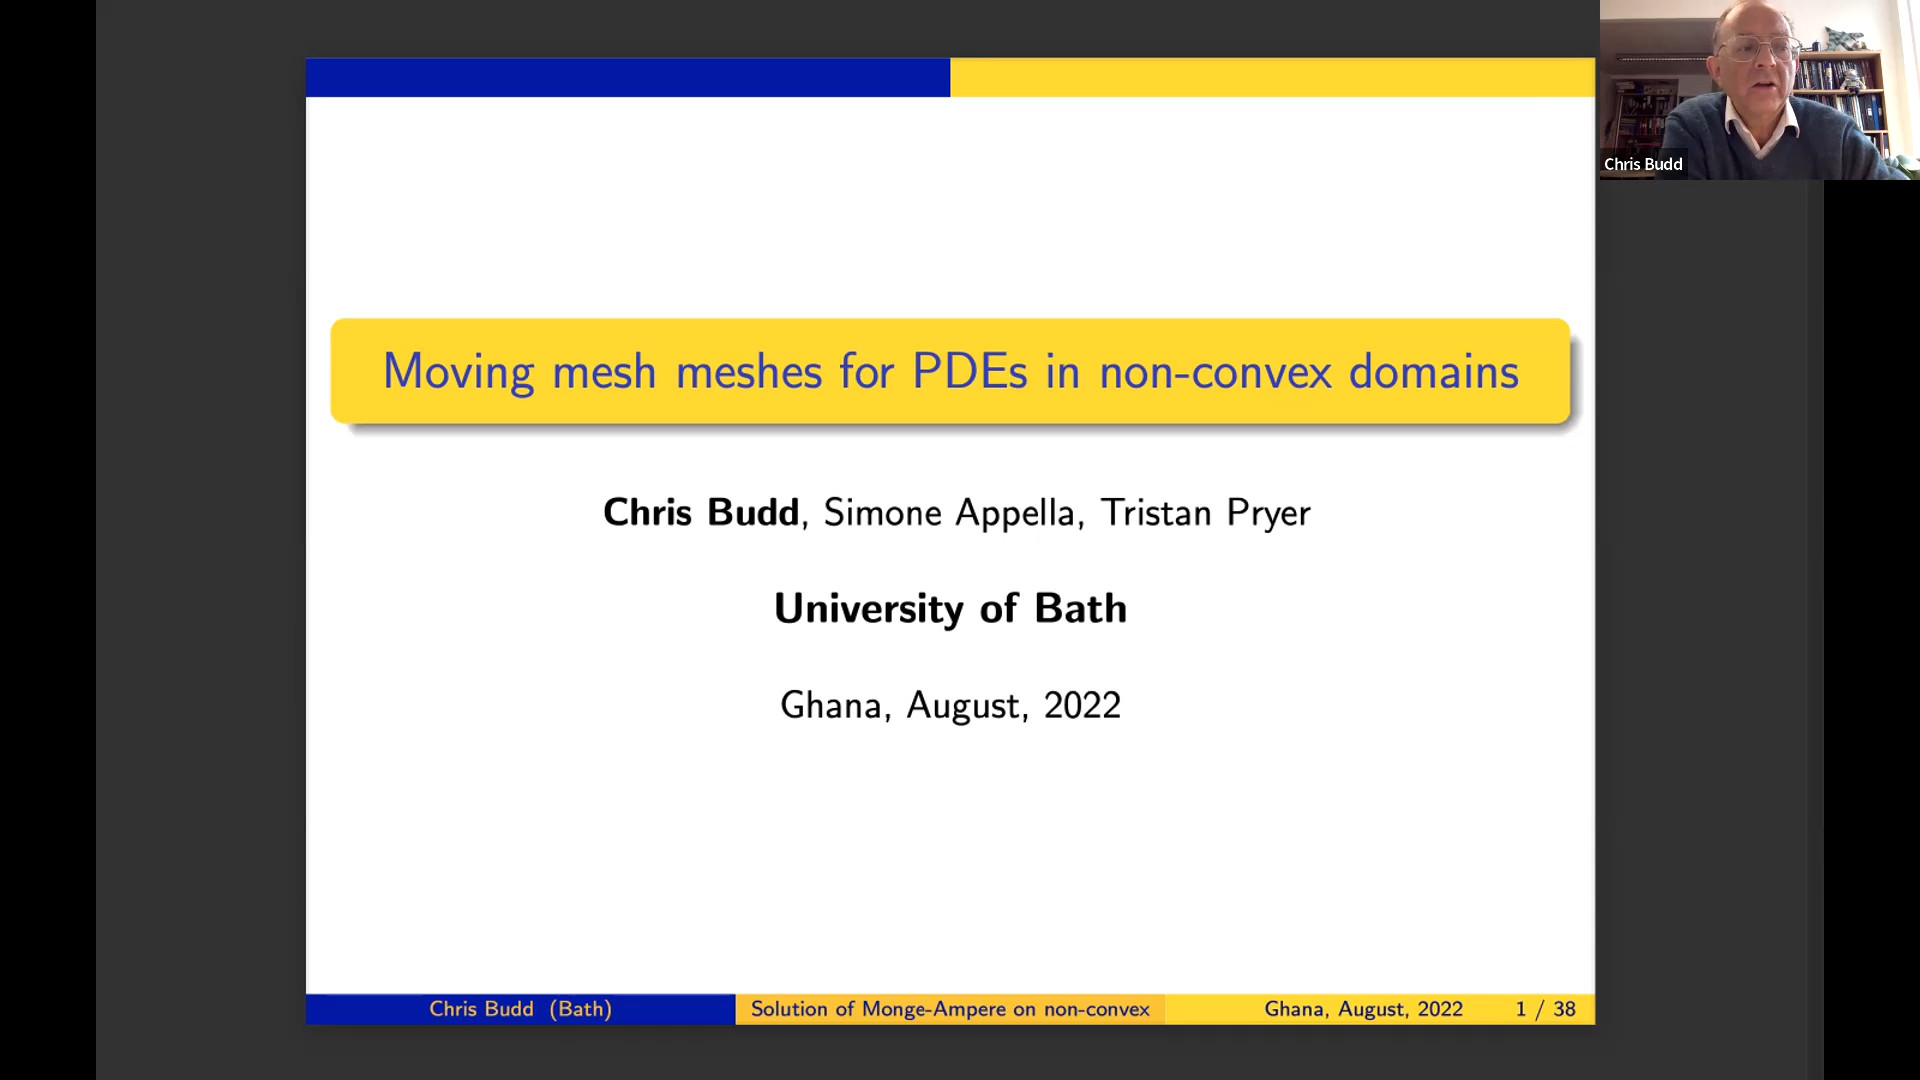 Chris Budd
Moving mesh meshes for PDEs in non-convex domains
Chris Budd, Simone Appella, Tristan Pryer
University of Bath
Ghana, August, 2022
Chris Budd (Bath)
Solution of Monge-Ampere on non-convex
Ghana, August, 2022
1 / 38